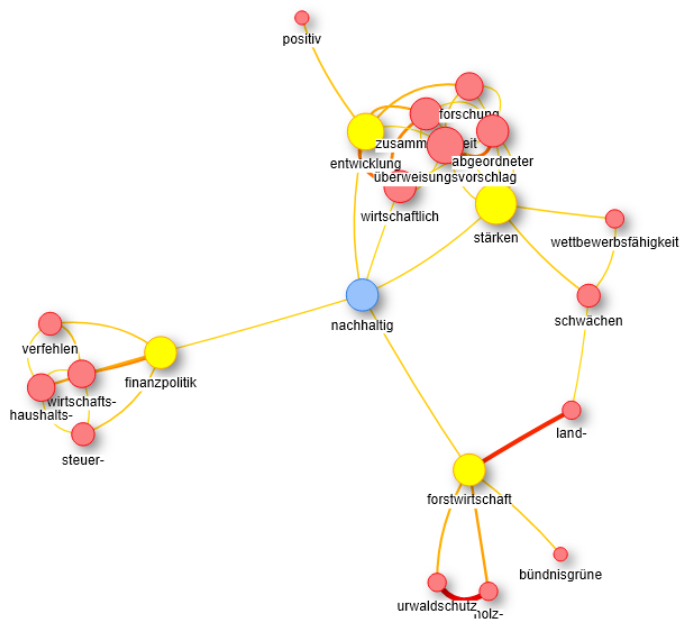 positiv
forschung
zusammenarbeit
abgeordneter
entwicklung
überweisungsvorschlag
wirtschaftlich
stärken
wettbewerbsfähigkeit
schwächen
nachhaltig
verfehlen
finanzpolitik
wirtschafts-
haushalts-
steuer-
land-
forstwirtschaft
bündnisgrüne
urwaldschutz
holz-